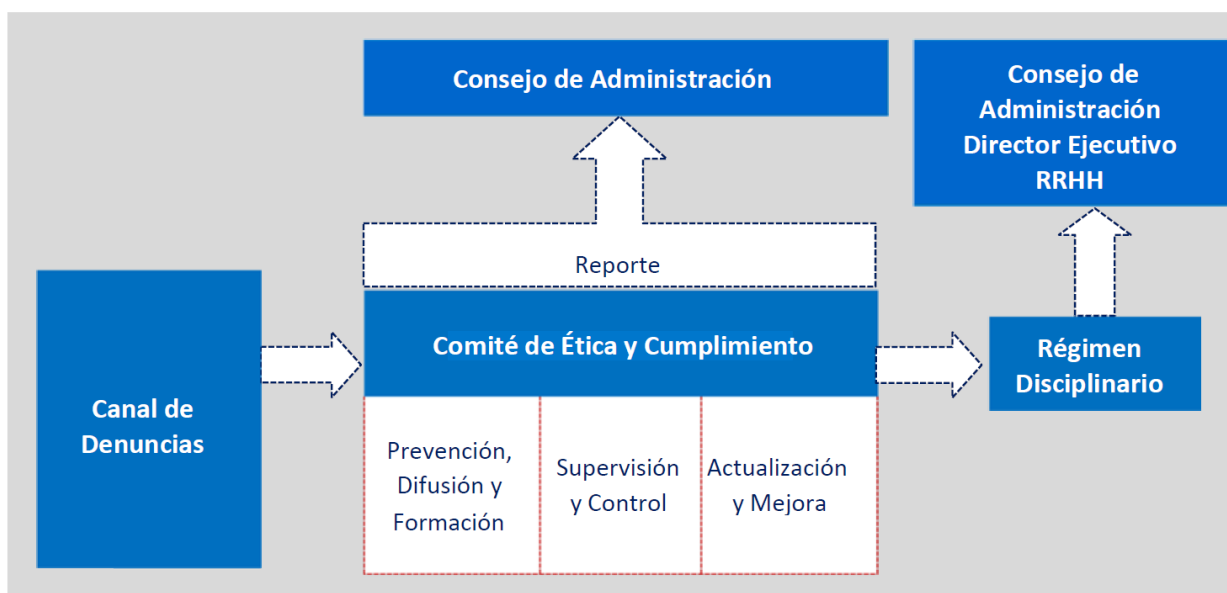 Consejo de Administración
Consejo de
Administración
Director Ejecutivo
RRHH
Reporte
Canal de
Denuncias
Comité de Ética y Cumplimiento
Régimen
Disciplinario
Prevención,
Difusión y
Formación
Supervisión
y Control
Actualización
y Mejora